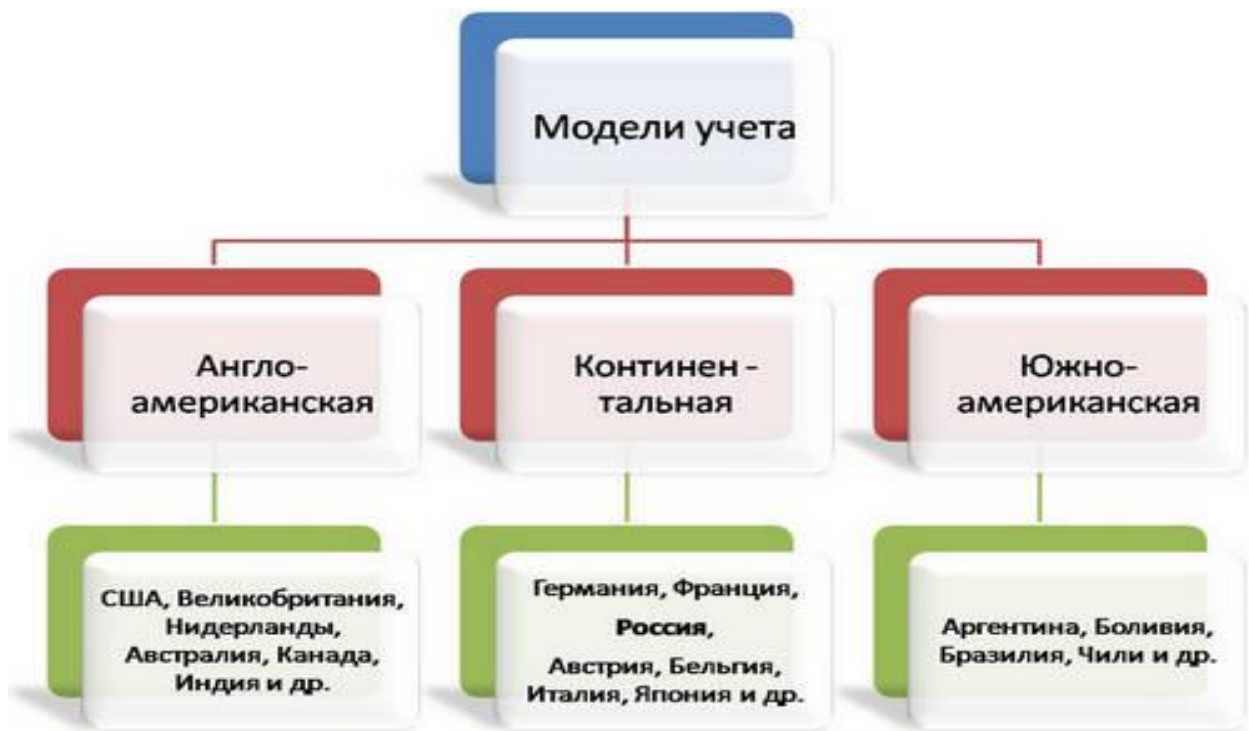 Модели учета
Англо-
американская
Континен -
тальная
Южно-
американская
США, Великобритания,
Нидерланды,
Австралия, Канада,
Индия и др.
Германия, Франция,
Россия,
Австрия, Бельгия,
Италия, Япония и др.
Аргентина, Боливия,
Бразилия, Чили и др.